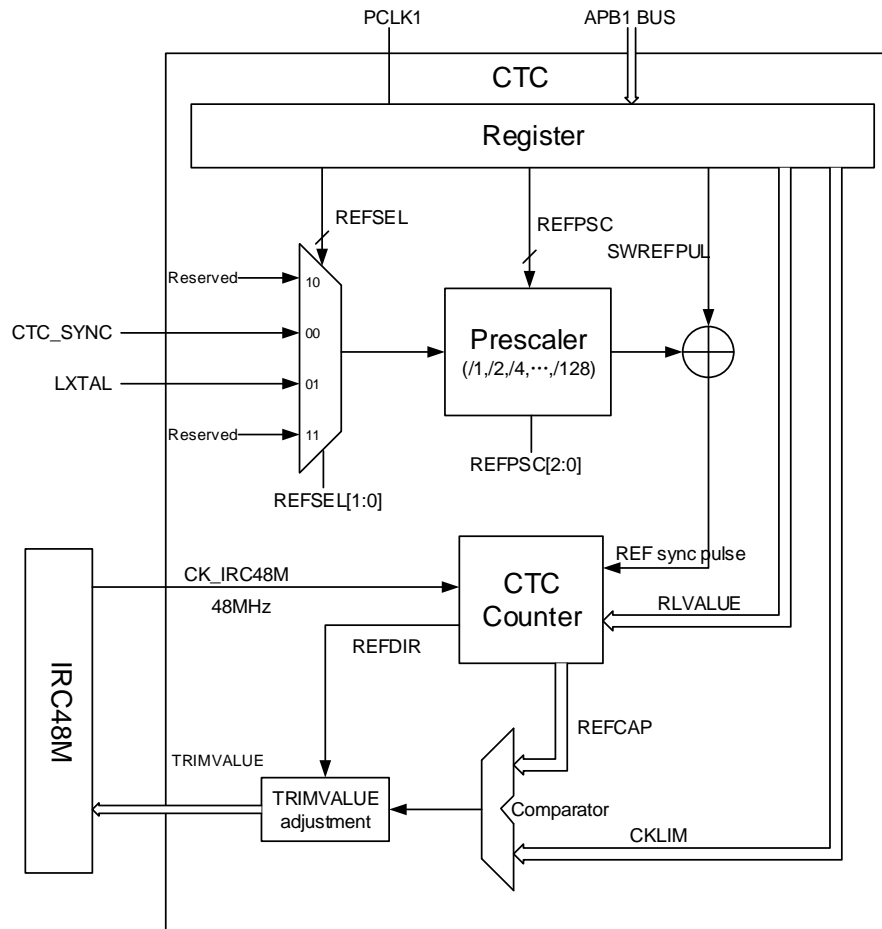 PCLK1
APB1 BUS
CTC
Register
REFSEL
REFPSC
SWREFPUL
Reserved
10
CTC_SYNC
00
Prescaler
(/1,/2,/4,···,/128)
LXTAL
01
Reserved
11
REFSEL[1:0]
REFPSC[2:0]
REF sync pulse
CK_IRC48M
48MHz
CTC
Counter
RLVALUE
REFDIR
IRC48M
REFCAP
TRIMVALUE
TRIMVALUE
adjustment
Comparator
CKLIM